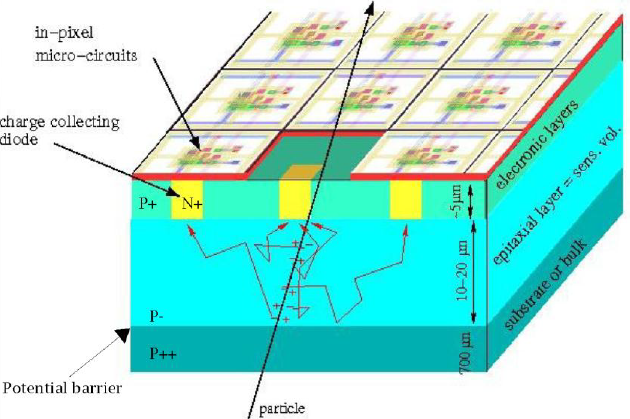 in-pixel
micro-circuits
charge collecting
diode
electronic layers
epitaxial layer = sens. vol.
substrate or bulk
P+
N+
~5µm
10-20 µm
P-
700 µm
P++
Potential barrier
particle
+ -
+ -
+ -
+ -
+ -